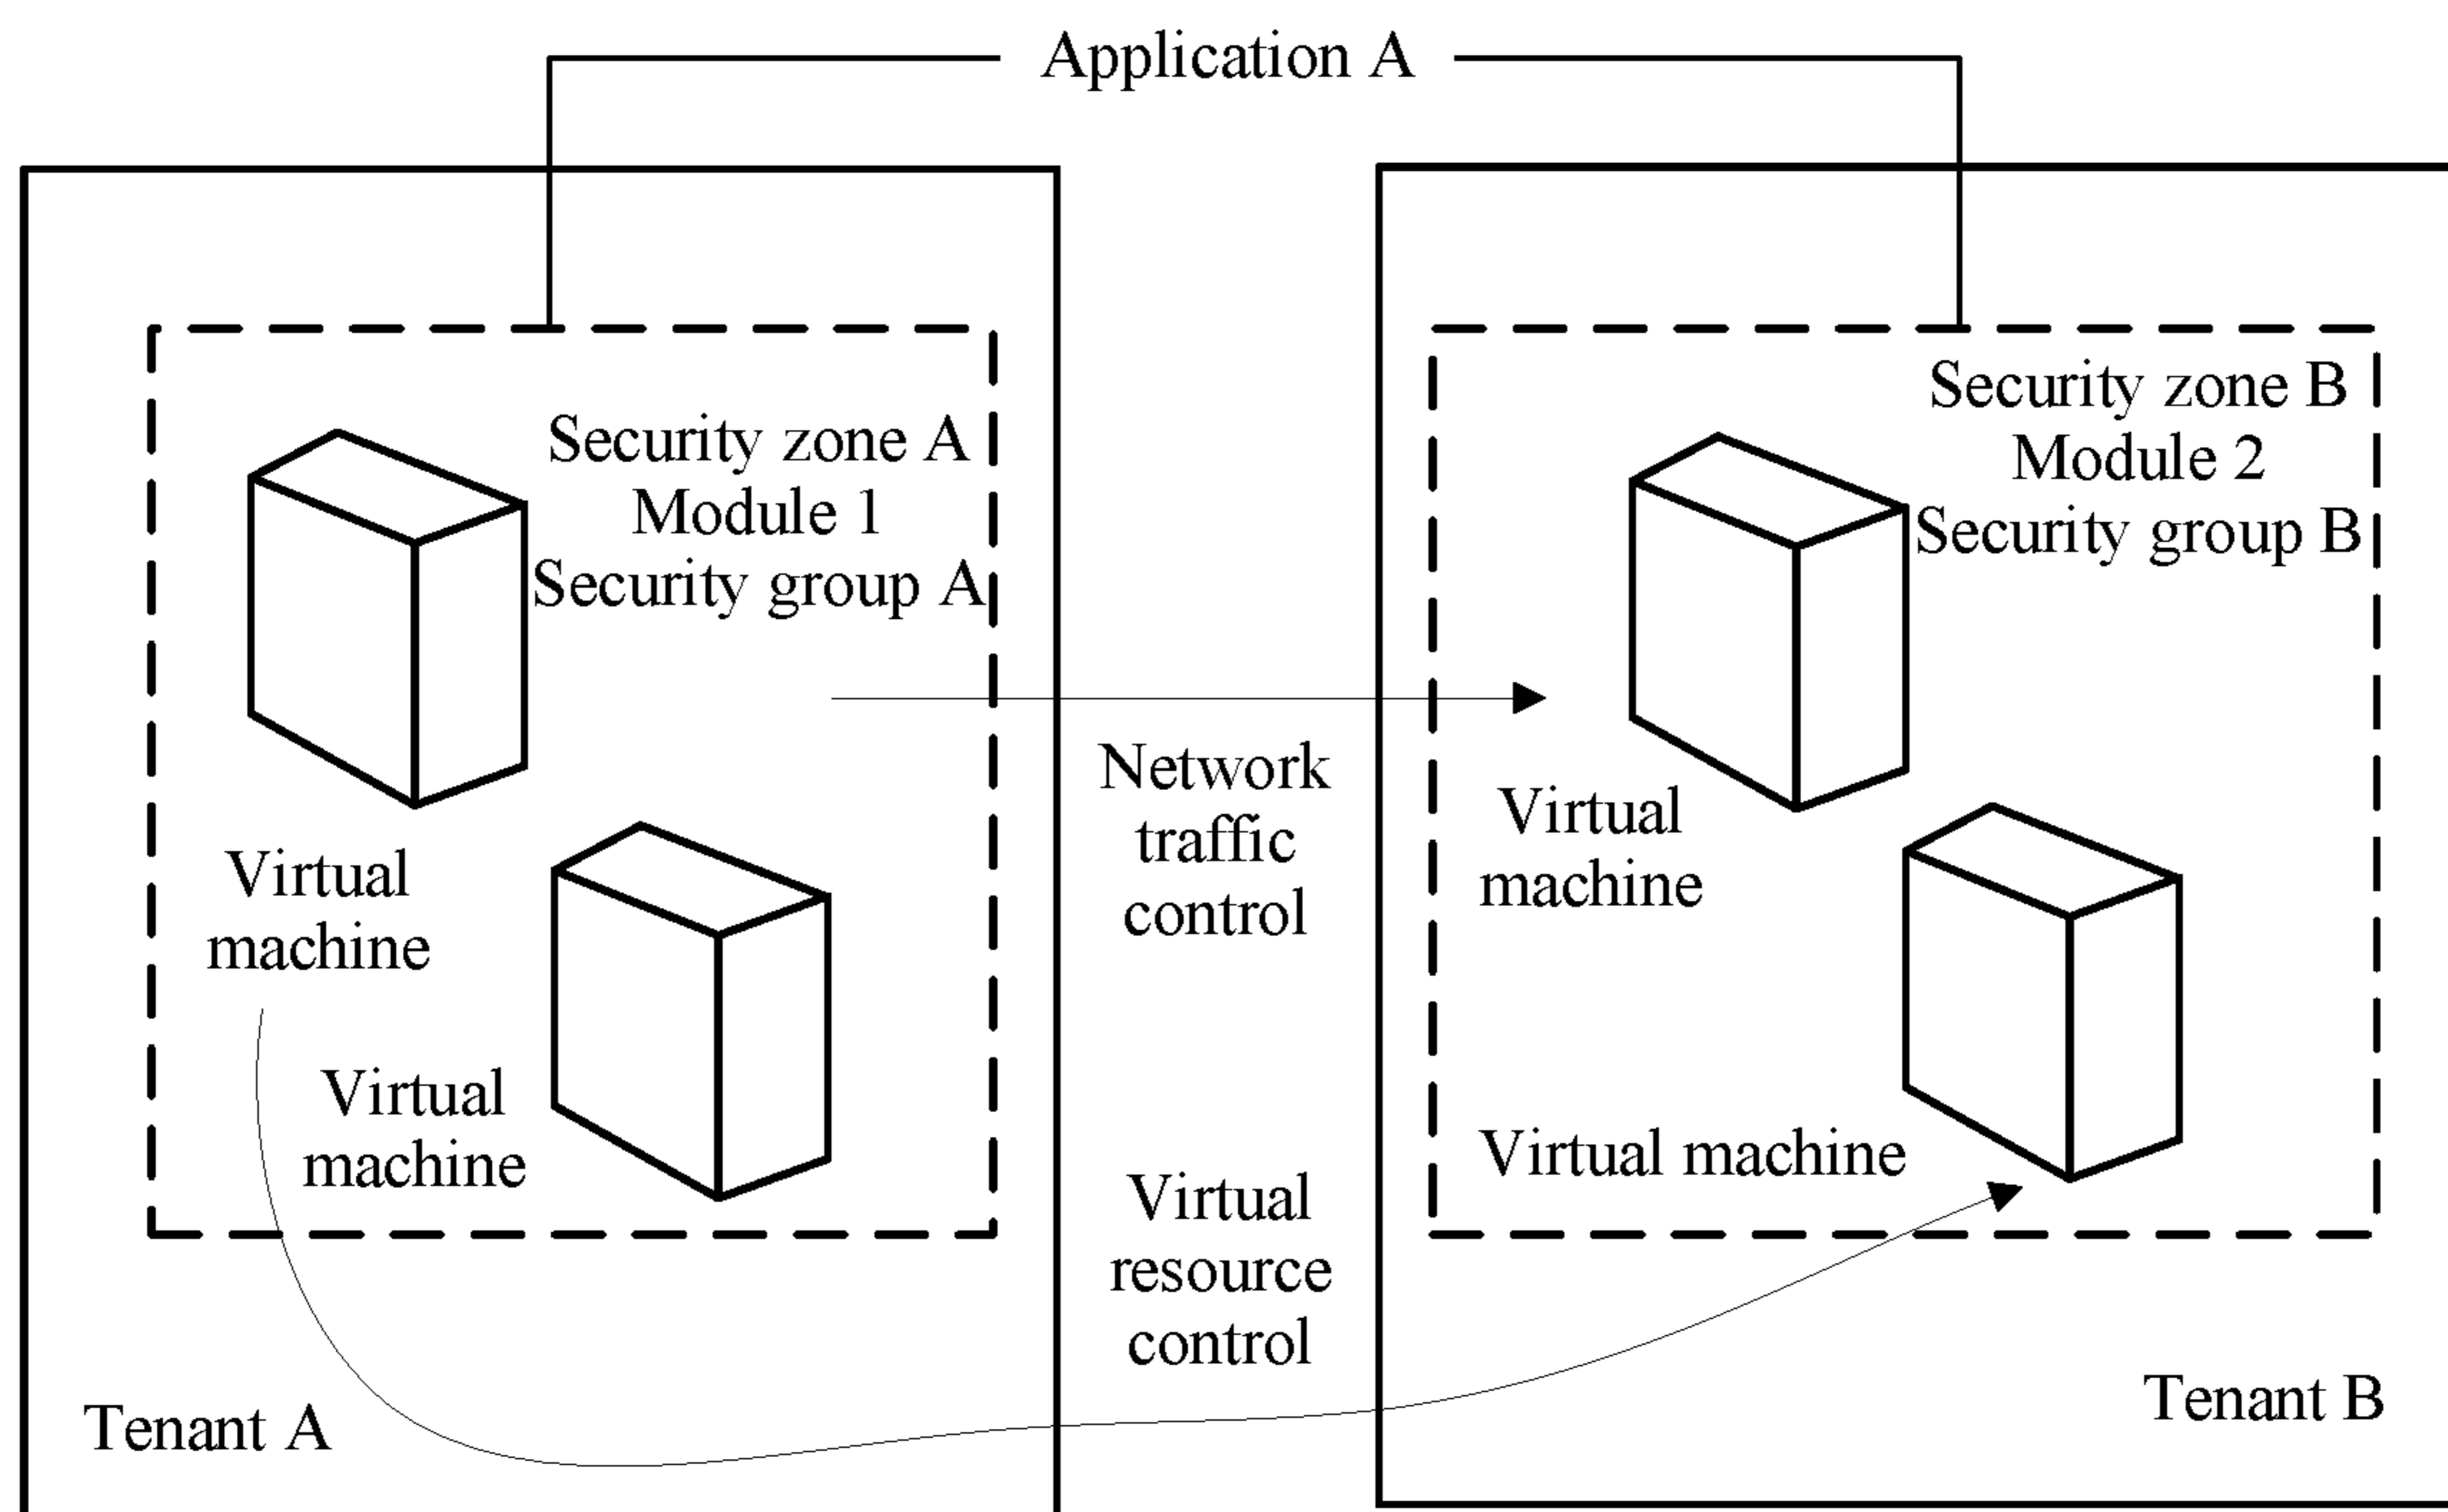 Application A
Security zone A
Module 1
Security group A
Virtual
machine
Virtual
machine
Tenant A
Network
traffic
control
Virtual
resource
control
Security zone B
Module 2
Security group B
Virtual
machine
Virtual machine
Tenant B